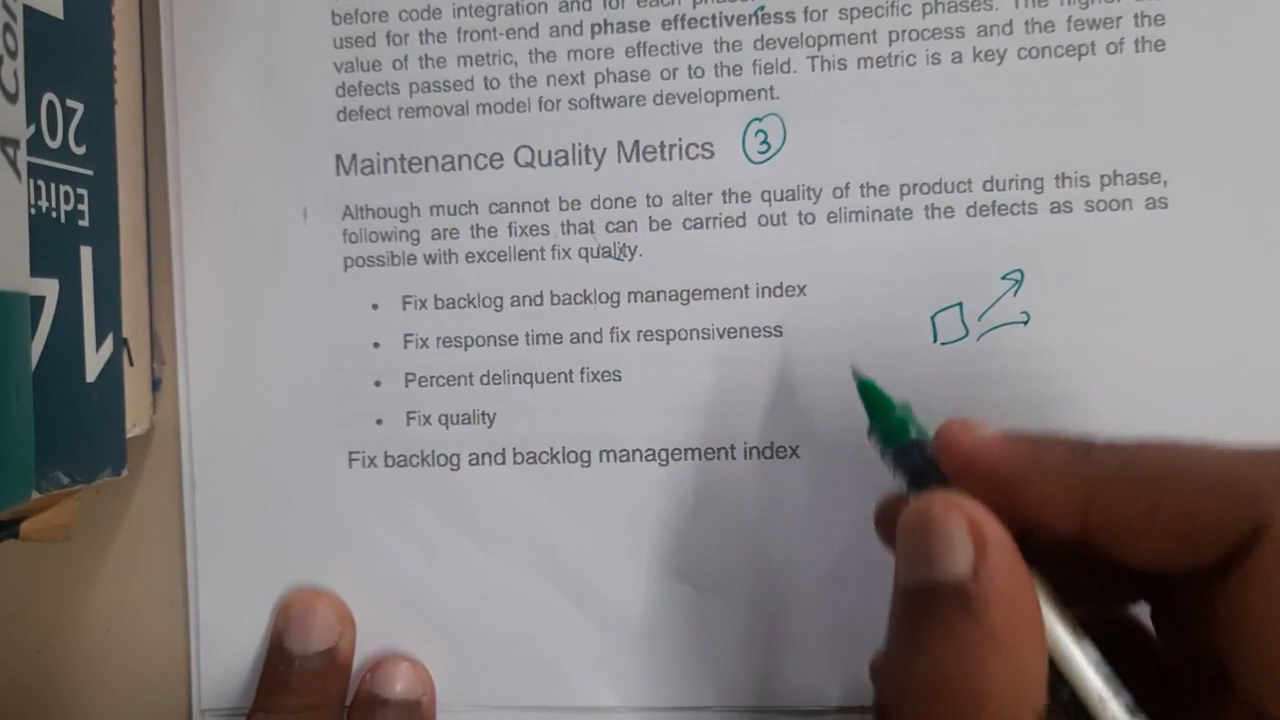 A Con
20
Editi
before code integration and for each
used for the front-end and phase effectiveness for specific phases. The higher
value of the metric, the more effective the development process and the fewer the
defects passed to the next phase or to the field. This metric is a key concept of the
defect removal model for software development.
Maintenance Quality Metrics 3
Although much cannot be done to alter the quality of the product during this phase,
following are the fixes that can be carried out to eliminate the defects as soon as
possible with excellent fix quality.
• Fix backlog and backlog management index
• Fix response time and fix responsiveness
• Percent delinquent fixes
• Fix quality
Fix backlog and backlog management index